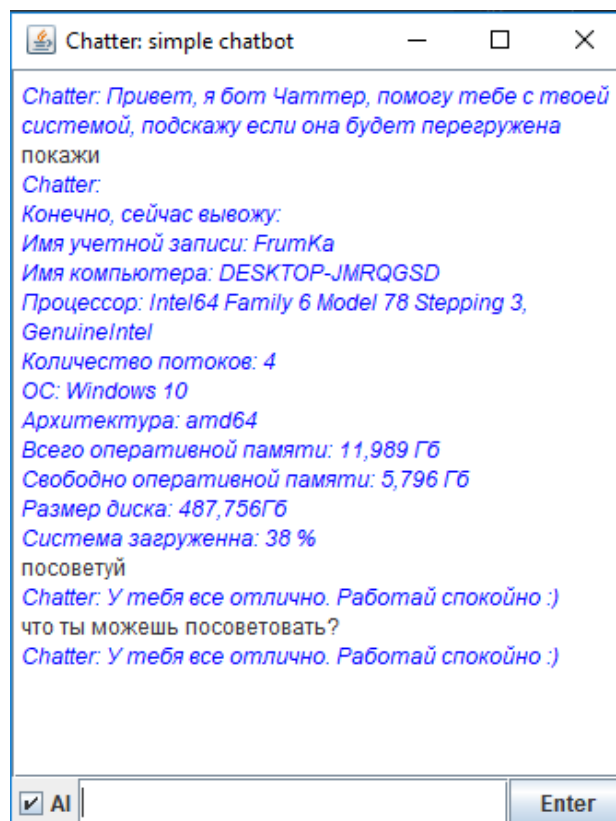 Chatter: simple chatbot
Chatter: Привет, я бот Чаттер, помогу тебе с твоей
системой, подскажу если она будет перегружена
покажи
Chatter:
Конечно, сейчас вывожу:
Имя учетной записи: FrumKa
Имя компьютера: DESKTOP-JMRQGSD
Процессор: Intel64 Family 6 Model 78 Stepping 3,
GenuineIntel
Количество потоков: 4
ОС: Windows 10
Архитектура: amd64
Всего оперативной памяти: 11,989 Гб
Свободно оперативной памяти: 5,796 Гб
Размер диска: 487,756Гб
Система загруженна: 38 %
посоветуй
Chatter: У тебя все отлично. Работай спокойно :)
что ты можешь посоветовать?
Chatter: У тебя все отлично. Работай спокойно :)
AI
Enter